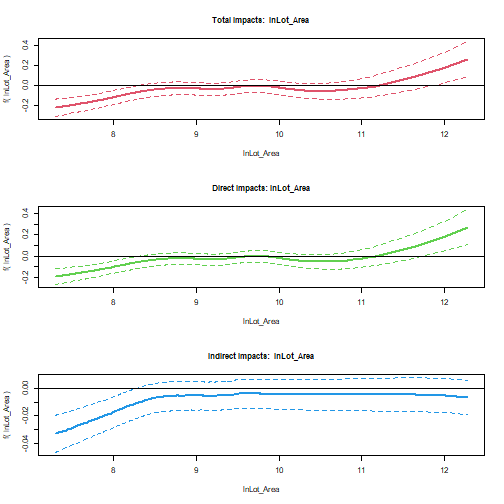 Total Impacts: lnLot_Area
f( lnLot_Area )
0.4
0.2
0.0
-0.2
8 9 10 11 12
lnLot_Area
Direct Impacts: lnLot_Area
f( lnLot_Area )
0.4
0.2
0.0
-0.2
8 9 10 11 12
lnLot_Area
Indirect Impacts: lnLot_Area
f( lnLot_Area )
0.00
-0.02
-0.04
8 9 10 11 12
lnLot_Area